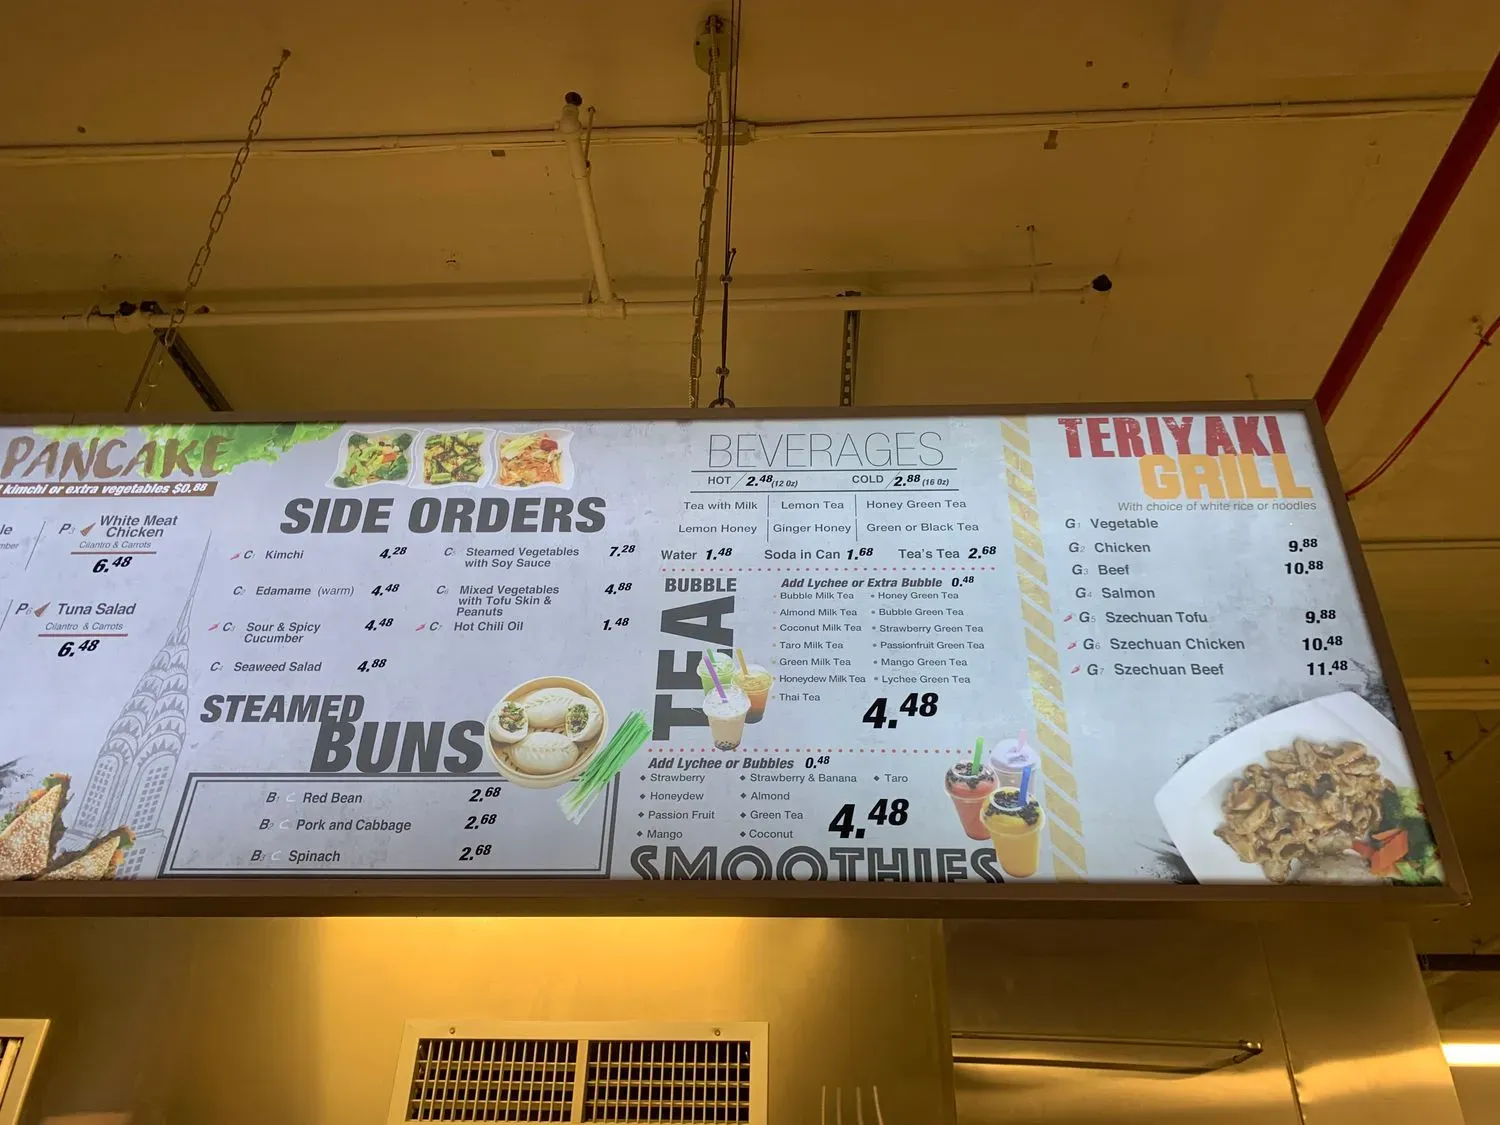 PANCAKE
kimchi or extra vegetables $0.88
White Meat
Chicken
Cilantro & Carrots
6.48
Tuna Salad
Cilantro & Carrots
6.48
SIDE ORDERS
C1 Kimchi 4.28
C2 Edamame (warm) 4.48
C3 Sour & Spicy
Cucumber 4.48
C4 Seaweed Salad 4.88
Steamed Vegetables
with Soy Sauce 7.28
Mixed Vegetables
with Tofu Skin &
Peanuts 4.88
Hot Chili Oil 1.48
STEAMED
BUNS
B1 Red Bean 2.68
B2 Pork and Cabbage 2.68
B3 Spinach 2.68
BEVERAGES
HOT / 2.48 (12 0z) COLD / 2.88 (16 0z)
Tea with Milk Lemon Tea Honey Green Tea
Lemon Honey Ginger Honey Green or Black Tea
Water 1.48 Soda in Can 1.68 Tea's Tea 2.68
BUBBLE
TEA
Add Lychee or Extra Bubble 0.48
Bubble Milk Tea • Honey Green Tea
Almond Milk Tea • Bubble Green Tea
Coconut Milk Tea • Strawberry Green Tea
Taro Milk Tea • Passionfruit Green Tea
Green Milk Tea • Mango Green Tea
Honeydew Milk Tea • Lychee Green Tea
Thai Tea
4.48
Add Lychee or Bubbles 0.48
Strawberry Strawberry & Banana Taro
Honeydew Almond
Passion Fruit Green Tea
Mango Coconut
4.48
SMOOTHIES
TERIYAKI
GRILL
With choice of white rice or noodles
G1 Vegetable
G2 Chicken 9.88
G3 Beef 10.88
G4 Salmon
G5 Szechuan Tofu 9.88
G6 Szechuan Chicken 10.48
G7 Szechuan Beef 11.48